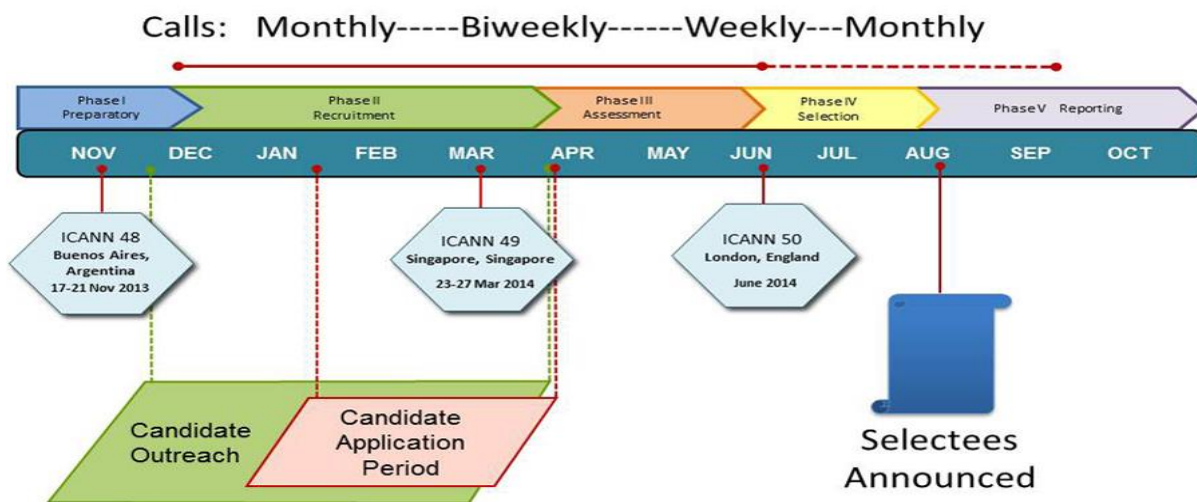 Calls: Monthly-----Biweekly------Weekly---Monthly
Phase I
Preparatory
Phase II
Recruitment
Phase III
Assessment
Phase IV
Selection
Phase V Reporting
NOV DEC JAN FEB MAR APR MAY JUN JUL AUG SEP OCT
ICANN 48
Buenos Aires,
Argentina
17-21 Nov 2013
ICANN 49
Singapore, Singapore
23-27 Mar 2014
ICANN 50
London, England
June 2014
Candidate
Outreach
Candidate
Application
Period
Selectees
Announced